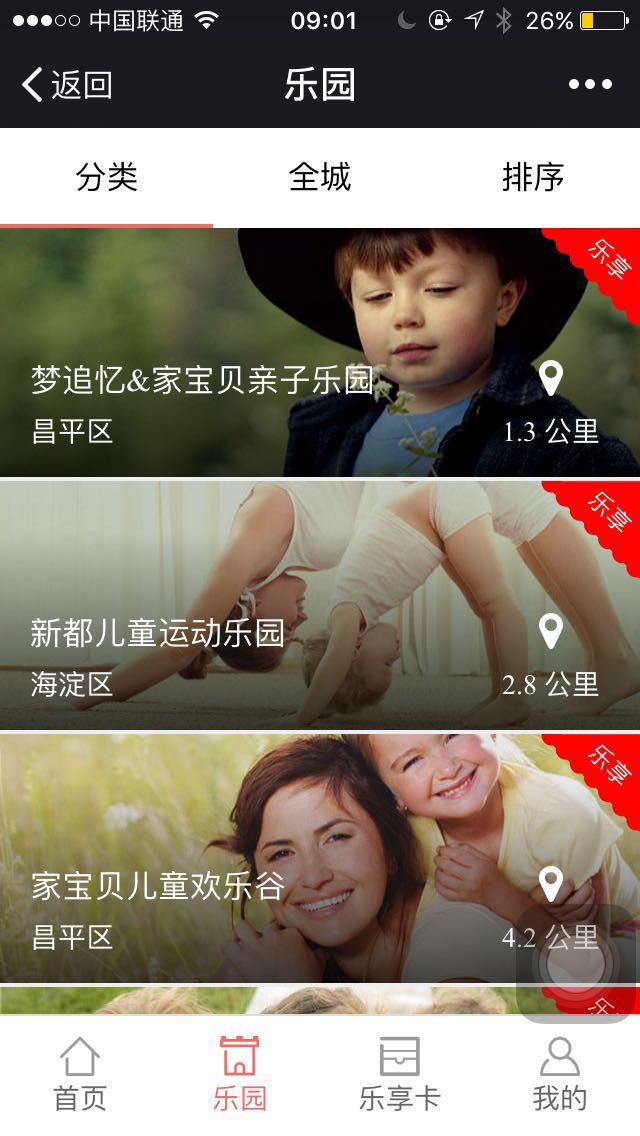 中国联通 09:01 26%
返回 乐园
分类 全城 排序
乐享
梦追忆&家宝贝亲子乐园
昌平区 1.3 公里
乐享
新都儿童运动乐园
海淀区 2.8 公里
乐享
家宝贝儿童欢乐谷
昌平区 4.2 公里
乐
首页 乐园 乐享卡 我的